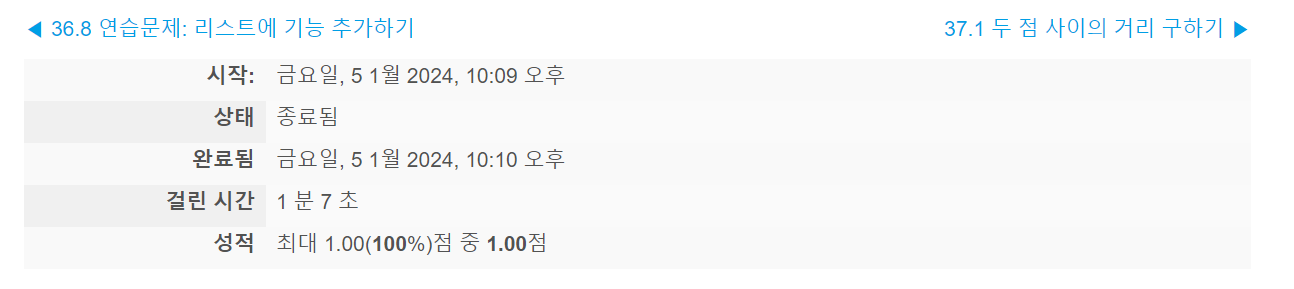 ◀ 36.8 연습문제: 리스트에 기능 추가하기 37.1 두 점 사이의 거리 구하기 ▶
시작: 금요일, 5 1월 2024, 10:09 오후
상태 종료됨
완료됨 금요일, 5 1월 2024, 10:10 오후
걸린 시간 1 분 7 초
성적 최대 1.00(100%)점 중 1.00점